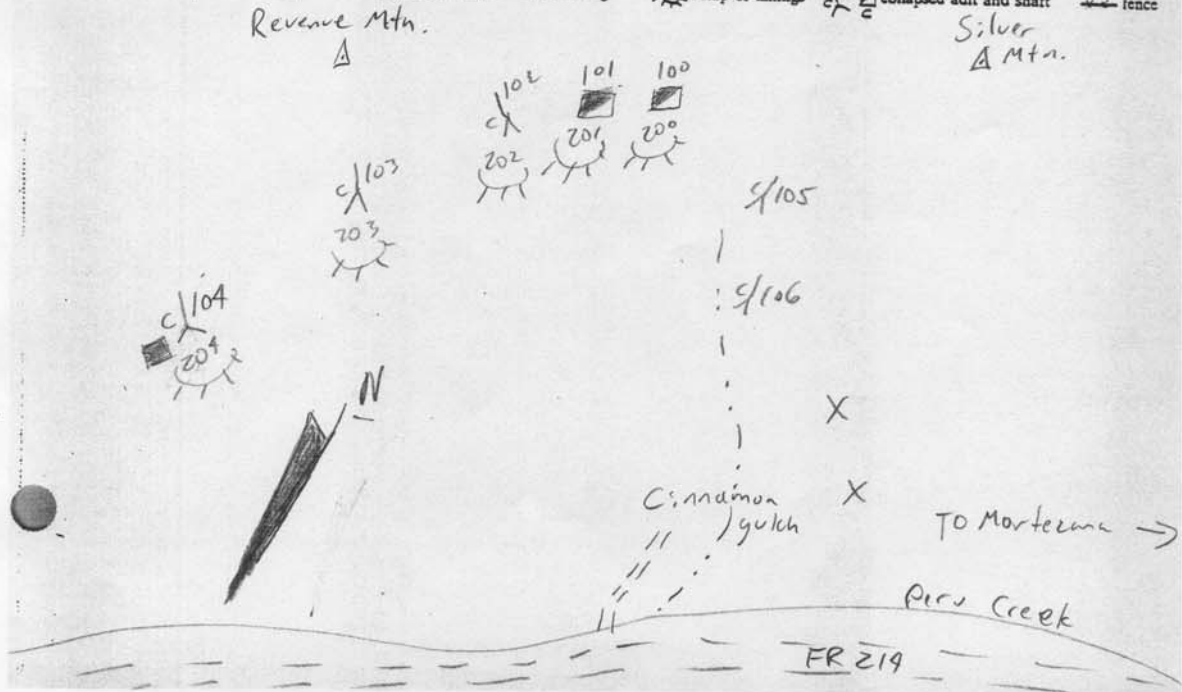 collapsed adit and shaft fence
Revenue Mtn.
Silver
Mtn.
102
101
100
C
202
201
200
103
C
203
C/105
C/106
104
C
204
N
X
X
Cinnamon
gulch
TO Montezuma →
Peru Creek
FR 214